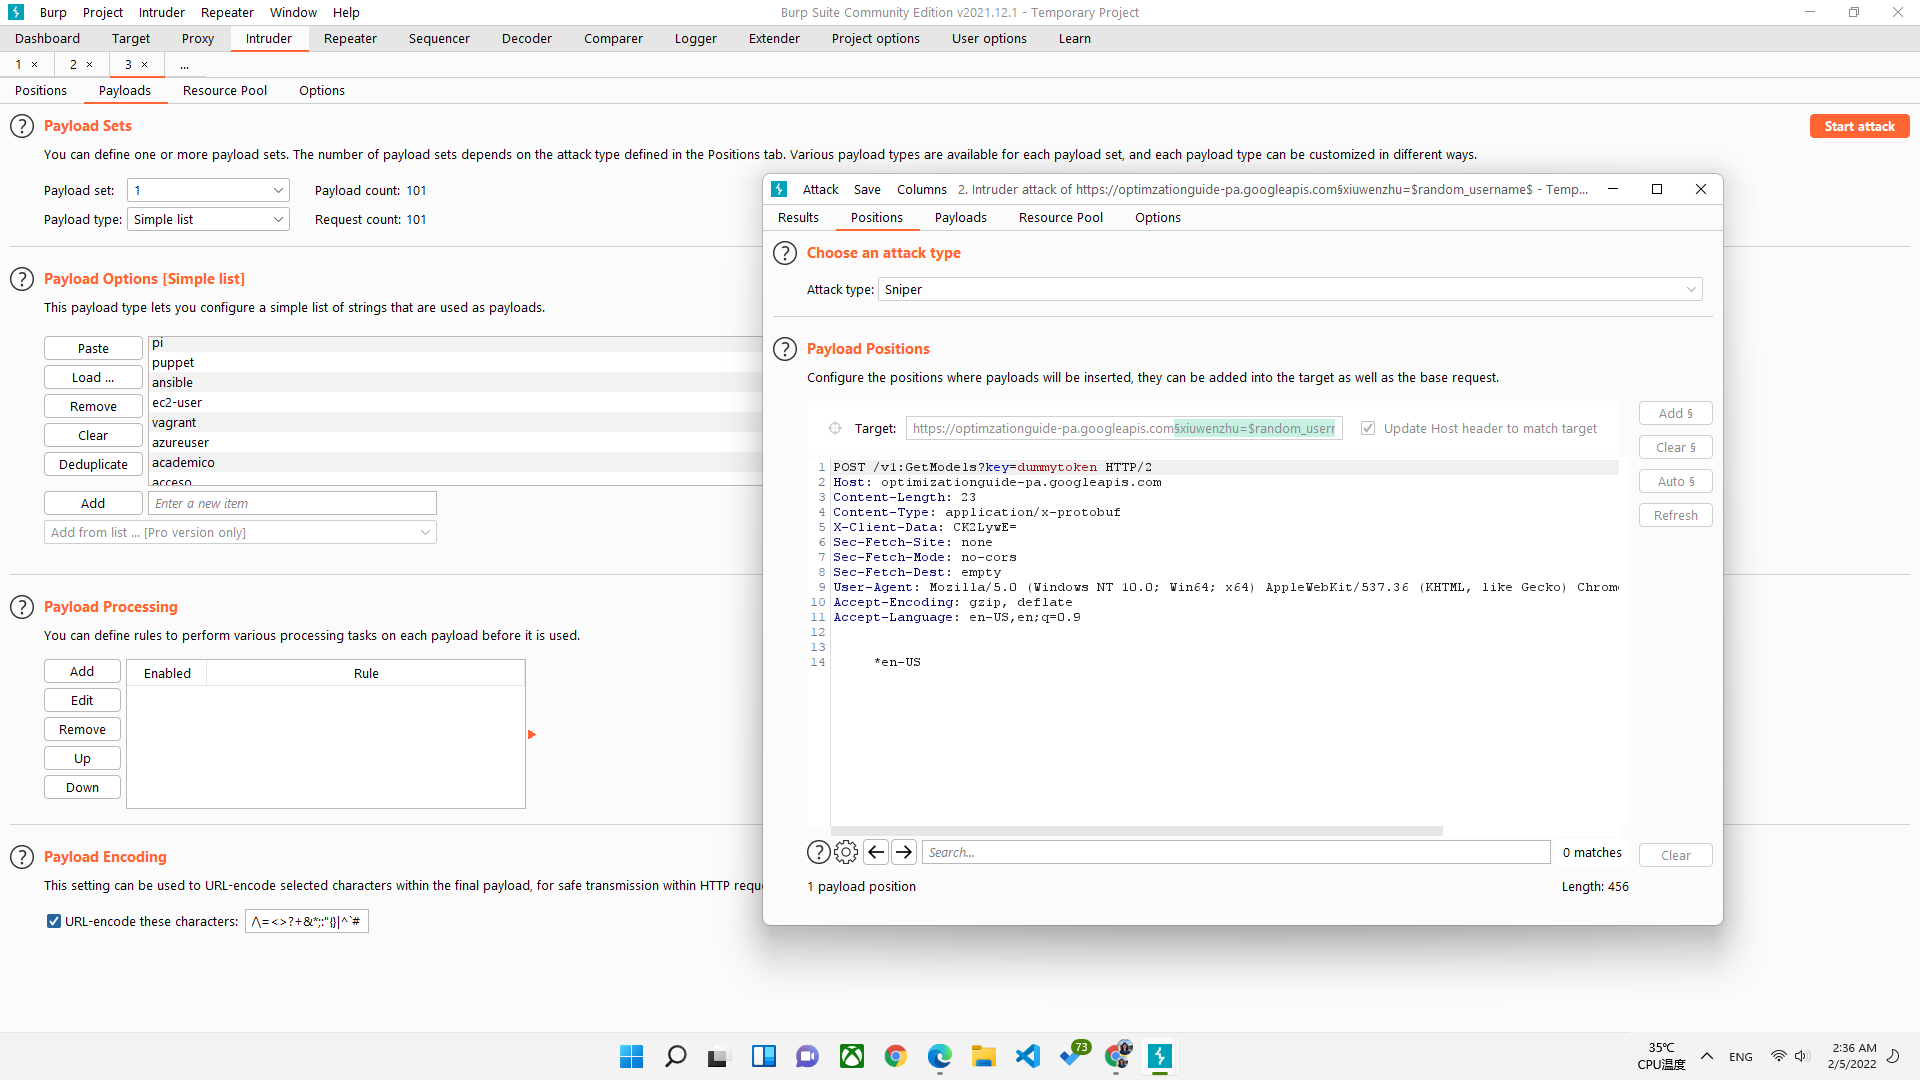 Burp Project Intruder Repeater Window Help Burp Suite Community Edition v2021.12.1 - Temporary Project
Dashboard Target Proxy Intruder Repeater Sequencer Decoder Comparer Logger Extender Project options User options Learn
1 × 2 × 3 × ...
Positions Payloads Resource Pool Options
? Payload Sets Start attack
You can define one or more payload sets. The number of payload sets depends on the attack type defined in the Positions tab. Various payload types are available for each payload set, and each payload type can be customized in different ways.
Payload set: 1 Payload count: 101
Payload type: Simple list Request count: 101
? Payload Options [Simple list]
This payload type lets you configure a simple list of strings that are used as payloads.
Paste
Load ...
Remove
Clear
Deduplicate
pi
puppet
ansible
ec2-user
vagrant
azureuser
academico
acceso
Add Enter a new item
Add from list ... [Pro version only]
? Payload Processing
You can define rules to perform various processing tasks on each payload before it is used.
Add
Edit
Remove
Up
Down
Enabled Rule
? Payload Encoding
This setting can be used to URL-encode selected characters within the final payload, for safe transmission within HTTP requ
URL-encode these characters: /\=<>?+&*;:"{}|^`#
Attack Save Columns 2. Intruder attack of https://optimzationguide-pa.googleapis.com§xiuwenzhu=$random_username$ - Temp...
Results Positions Payloads Resource Pool Options
? Choose an attack type
Attack type: Sniper
? Payload Positions
Configure the positions where payloads will be inserted, they can be added into the target as well as the base request.
Target: https://optimzationguide-pa.googleapis.com§xiuwenzhu=$random_user Update Host header to match target
Add §
Clear §
Auto §
Refresh
1 POST /v1:GetModels?key=dummytoken HTTP/2
2 Host: optimizationguide-pa.googleapis.com
3 Content-Length: 23
4 Content-Type: application/x-protobuf
5 X-Client-Data: CK2LywE=
6 Sec-Fetch-Site: none
7 Sec-Fetch-Mode: no-cors
8 Sec-Fetch-Dest: empty
9 User-Agent: Mozilla/5.0 (Windows NT 10.0; Win64; x64) AppleWebKit/537.36 (KHTML, like Gecko) Chrom
10 Accept-Encoding: gzip, deflate
11 Accept-Language: en-US,en;q=0.9
12
13
14 *en-US
? Search... 0 matches Clear
1 payload position Length: 456
73
35℃
CPU温度
ENG
2:36 AM
2/5/2022